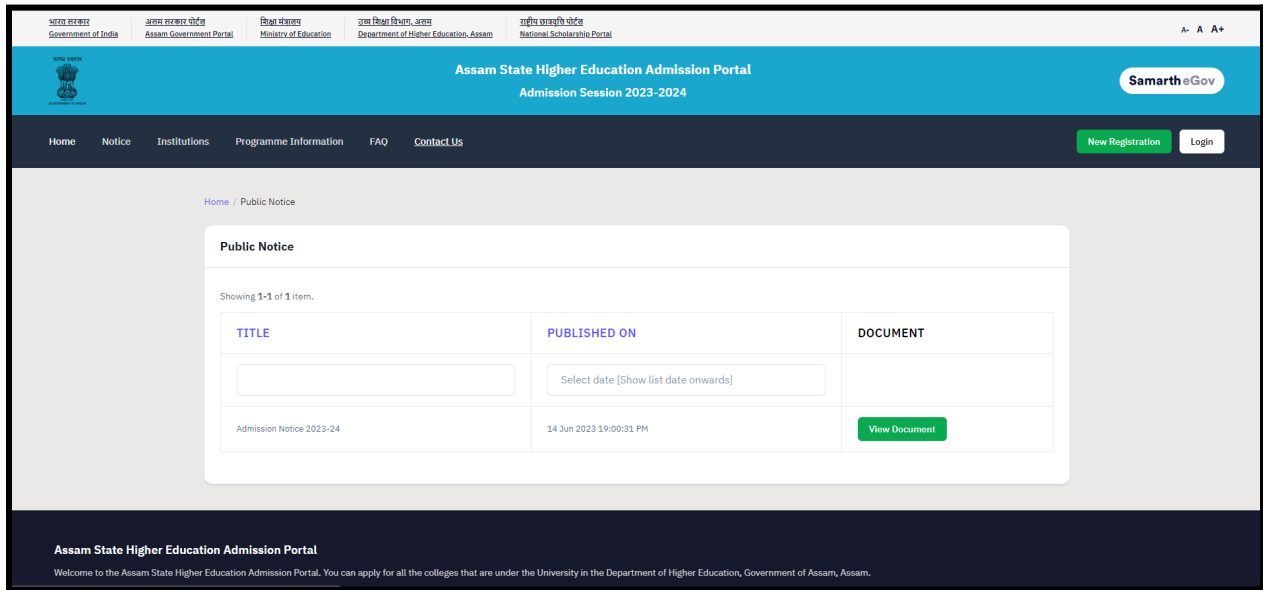 भारत सरकार
Government of India
असम सरकार पोर्टल
Assam Government Portal
शिक्षा मंत्रालय
Ministry of Education
उच्च शिक्षा विभाग, असम
Department of Higher Education, Assam
राष्ट्रीय छात्रवृत्ति पोर्टल
National Scholarship Portal
A- A A+
Assam State Higher Education Admission Portal
Admission Session 2023-2024
Samarth eGov
Home Notice Institutions Programme Information FAQ Contact Us
New Registration Login
Home / Public Notice
Public Notice
Showing 1-1 of 1 item.
TITLE PUBLISHED ON DOCUMENT
Select date [Show list date onwards]
Admission Notice 2023-24 14 Jun 2023 19:00:31 PM View Document
Assam State Higher Education Admission Portal
Welcome to the Assam State Higher Education Admission Portal. You can apply for all the colleges that are under the University in the Department of Higher Education, Government of Assam, Assam.